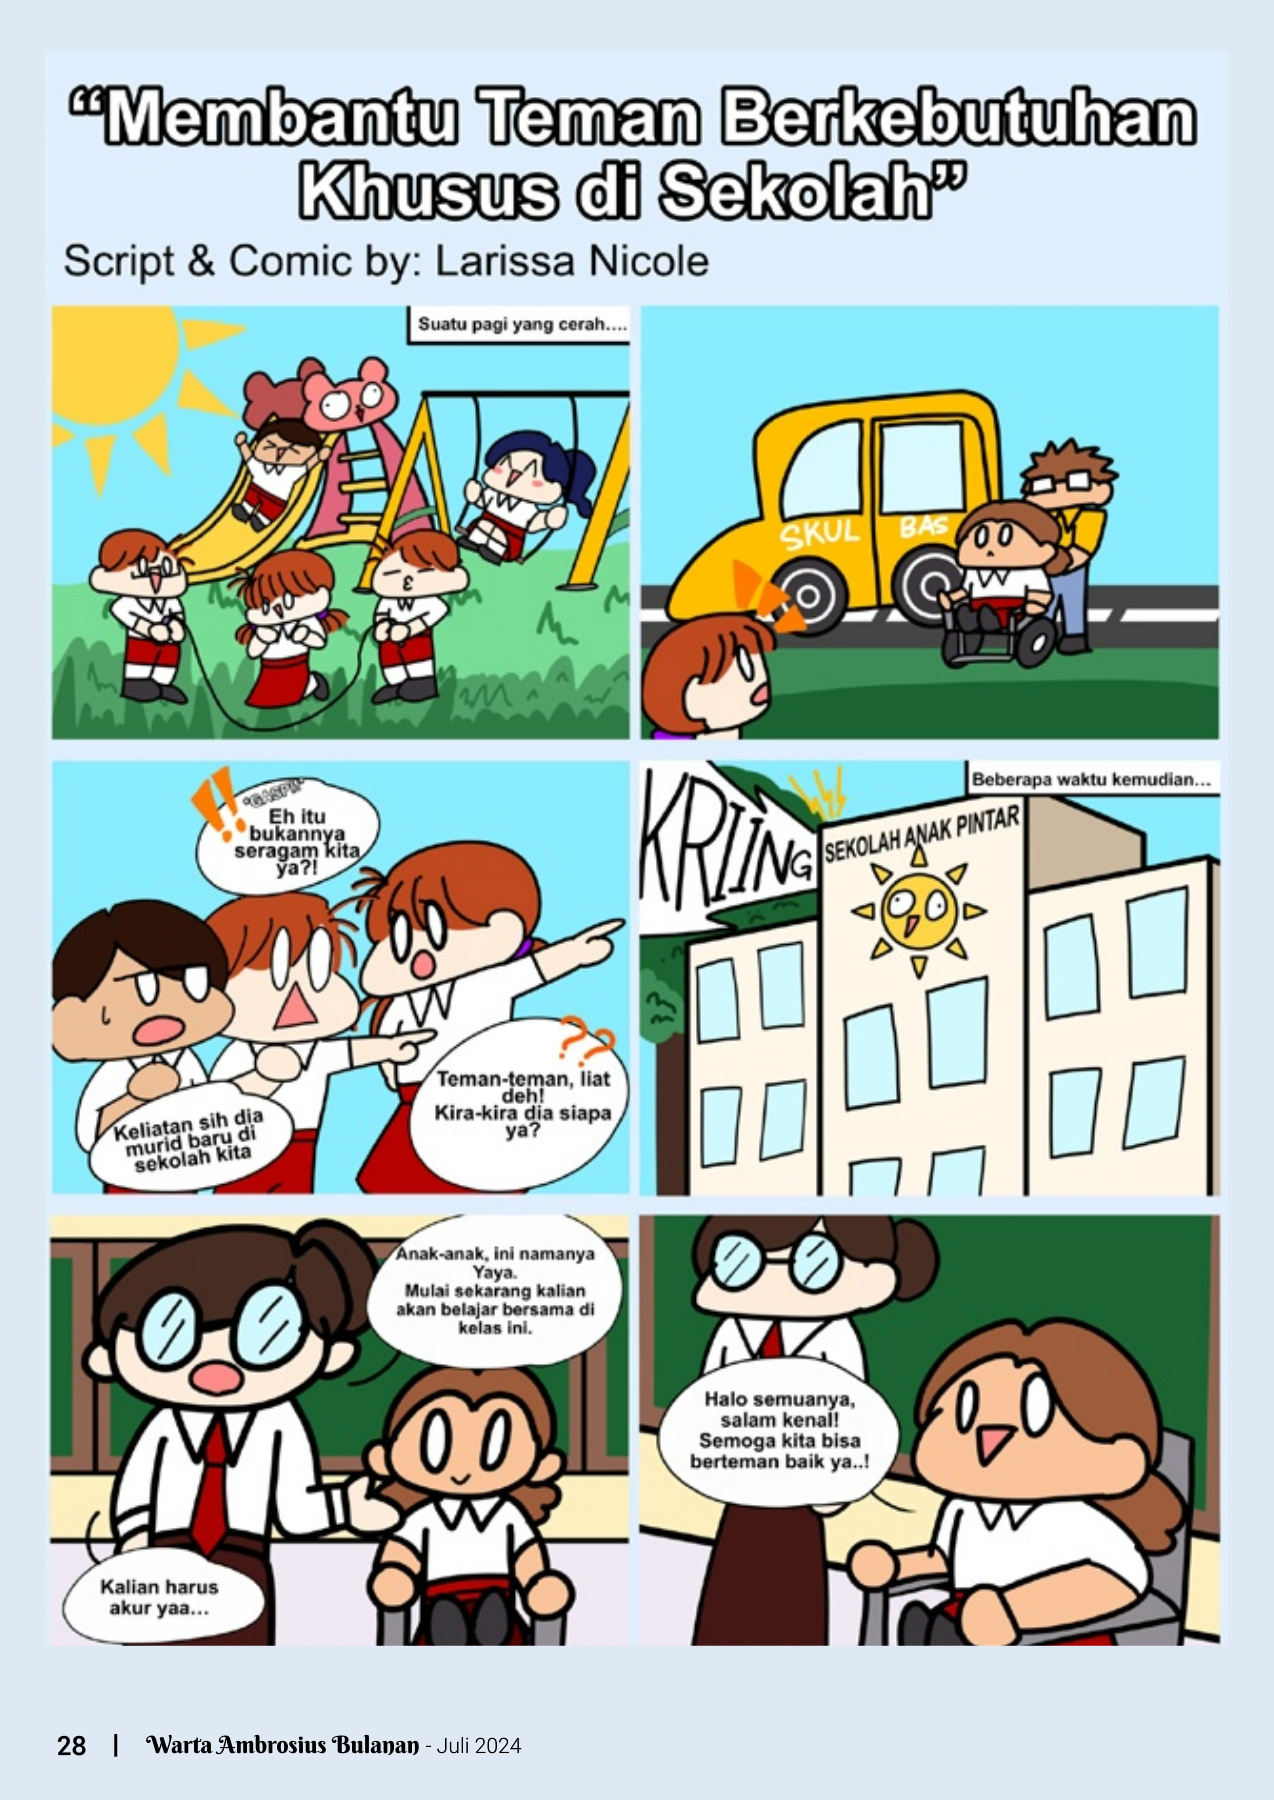 “Membantu Teman Berkebutuhan
Khusus di Sekolah”
Script & Comic by: Larissa Nicole
Suatu pagi yang cerah....
SKUL BAS
*GASP!!*
Eh itu
bukannya
seragam kita
ya?!
??
Teman-teman, liat
deh!
Kira-kira dia siapa
ya?
Keliatan sih dia
murid baru di
sekolah kita
Beberapa waktu kemudian...
KRIING
SEKOLAH ANAK PINTAR
Anak-anak, ini namanya
Yaya.
Mulai sekarang kalian
akan belajar bersama di
kelas ini.
Kalian harus
akur yaa...
Halo semuanya,
salam kenal!
Semoga kita bisa
berteman baik ya..!
28 | Warta Ambrosius Bulanan - Juli 2024